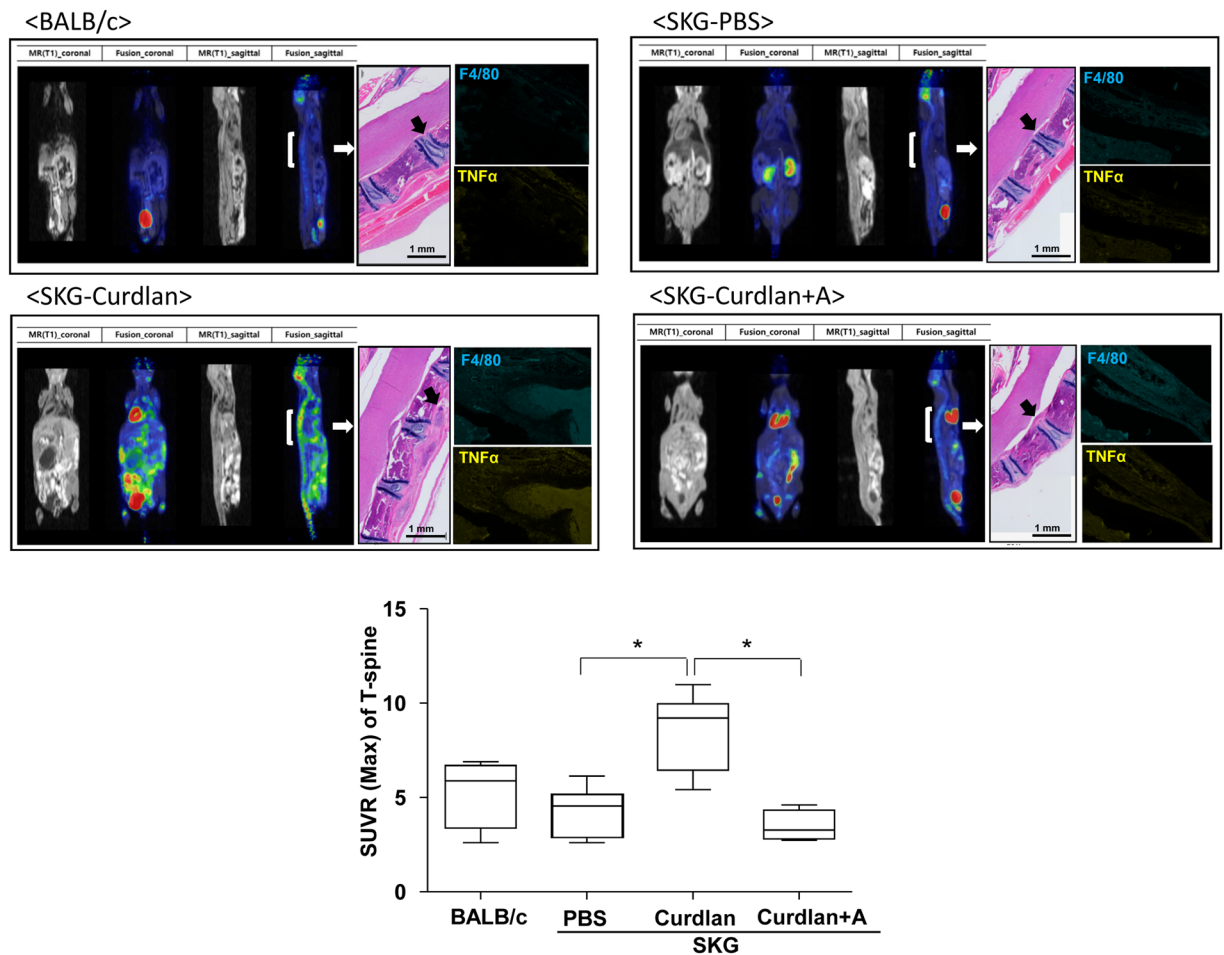 <BALB/c>
MR(T1)_coronal Fusion_coronal MR(T1)_sagittal Fusion_sagittal
F4/80
TNFα
1 mm
<SKG-PBS>
MR(T1)_coronal Fusion_coronal MR(T1)_sagittal Fusion_sagittal
F4/80
TNFα
1 mm
<SKG-Curdlan>
MR(T1)_coronal Fusion_coronal MR(T1)_sagittal Fusion_sagittal
F4/80
TNFα
1 mm
<SKG-Curdlan+A>
MR(T1)_coronal Fusion_coronal MR(T1)_sagittal Fusion_sagittal
F4/80
TNFα
1 mm
SUVR (Max) of T-spine
15
10
5
0
* *
BALB/c PBS Curdlan Curdlan+A
SKG